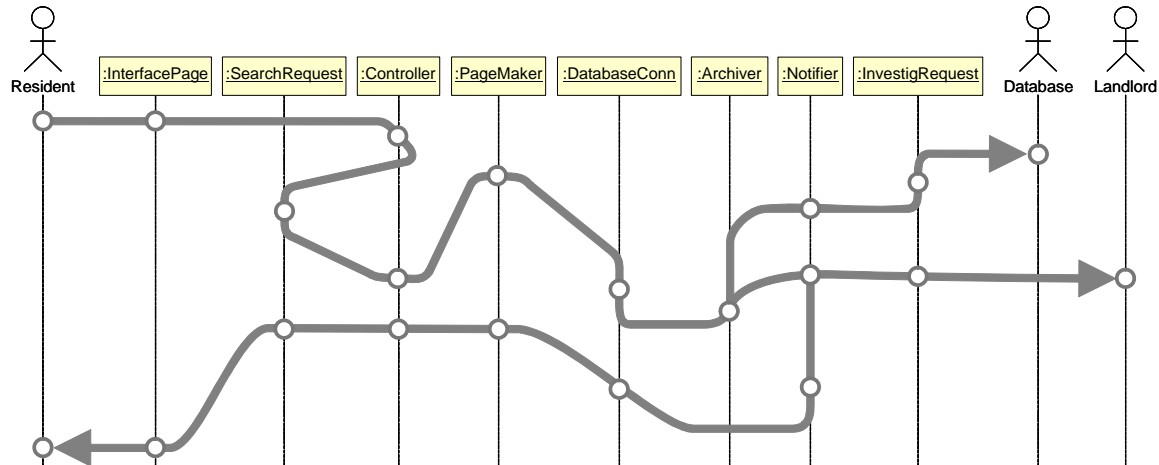 Resident
:InterfacePage
:SearchRequest
:Controller
:PageMaker
:DatabaseConn
:Archiver
:Notifier
:InvestigRequest
Database
Landlord